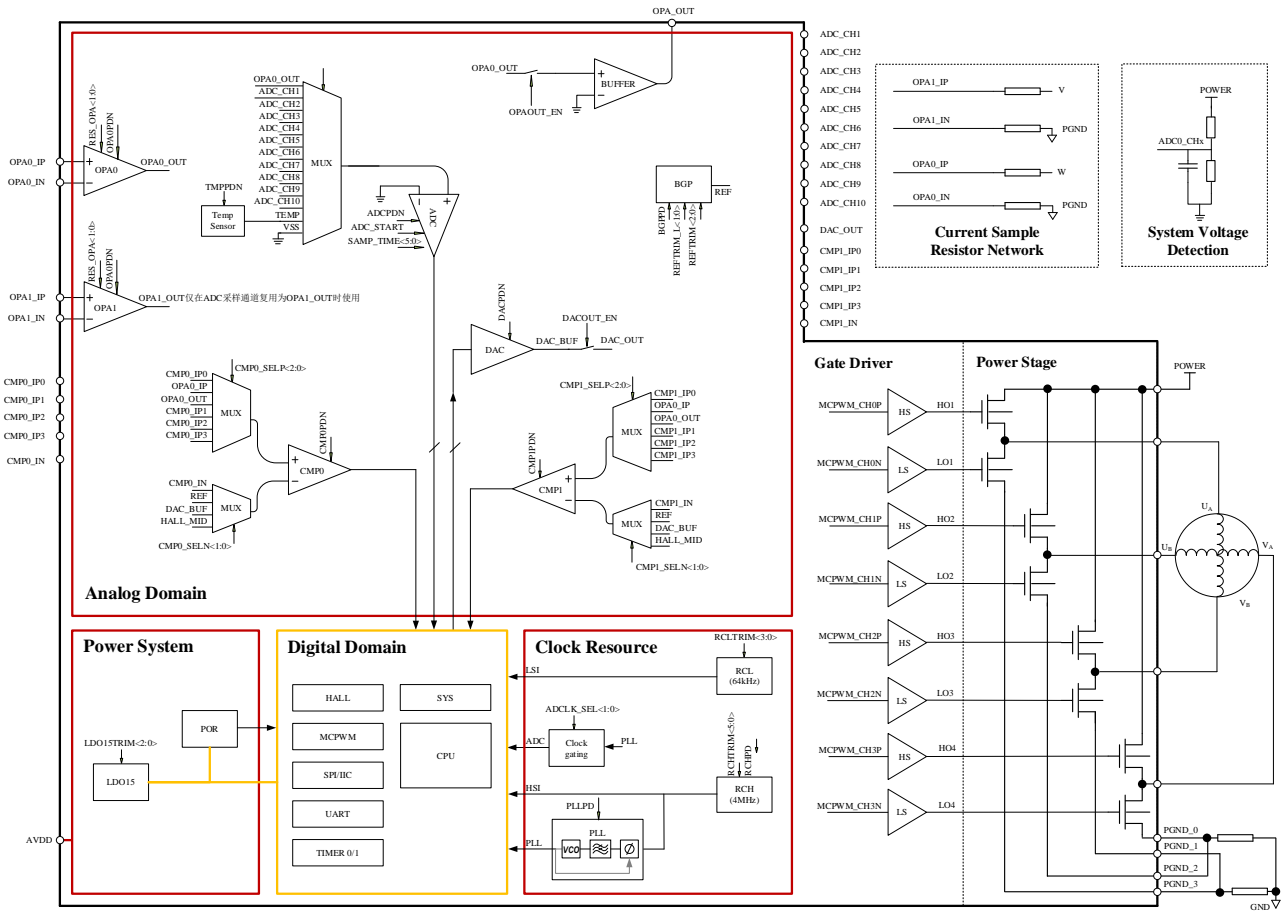 OPA_OUT
OPA0_OUT
BUFFER
OPAOUT_EN
OPA0_OUT
ADC_CH1
ADC_CH2
ADC_CH3
ADC_CH4
ADC_CH5
ADC_CH6
ADC_CH7
ADC_CH8
ADC_CH9
ADC_CH10
TEMP
VSS
MUX
TMPPDN
Temp
Sensor
ADC
ADCPDN
ADC_START
SAMP_TIME<5:0>
RES_OPA<1:0>
OPA0PDN
OPA0_IP
OPA0_IN
OPA0
OPA0_OUT
RES_OPA<1:0>
OPA0PDN
OPA1_IP
OPA1_IN
OPA1
OPA1_OUT仅在ADC采样通道复用为OPA1_OUT时使用
BGP
REF
BGPPD
REFTRIM_L<1:0>
REFTRIM<2:0>
DACPDN
DAC
DAC_BUF
DACOUT_EN
DAC_OUT
CMP0_IP0
CMP0_IP1
CMP0_IP2
CMP0_IP3
CMP0_IN
CMP0_SELP<2:0>
CMP0_IP0
OPA0_IP
OPA0_OUT
CMP0_IP1
CMP0_IP2
CMP0_IP3
MUX
CMP0PDN
CMP0
CMP0_IN
REF
DAC_BUF
HALL_MID
MUX
CMP0_SELN<1:0>
CMP1_SELP<2:0>
CMP1_IP0
OPA0_IP
OPA0_OUT
CMP1_IP1
CMP1_IP2
CMP1_IP3
MUX
CMP1PDN
CMP1
CMP1_IN
REF
DAC_BUF
HALL_MID
MUX
CMP1_SELN<1:0>
Analog Domain
ADC_CH1
ADC_CH2
ADC_CH3
ADC_CH4
ADC_CH5
ADC_CH6
ADC_CH7
ADC_CH8
ADC_CH9
ADC_CH10
DAC_OUT
CMP1_IP0
CMP1_IP1
CMP1_IP2
CMP1_IP3
CMP1_IN
OPA1_IP
V
OPA1_IN
PGND
OPA0_IP
W
OPA0_IN
PGND
Current Sample
Resistor Network
POWER
ADC0_CHx
System Voltage
Detection
Gate Driver
Power Stage
POWER
MCPWM_CH0P
HS
HO1
MCPWM_CH0N
LS
LO1
MCPWM_CH1P
HS
HO2
MCPWM_CH1N
LS
LO2
MCPWM_CH2P
HS
HO3
MCPWM_CH2N
LS
LO3
MCPWM_CH3P
HS
HO4
MCPWM_CH3N
LS
LO4
UA
UB
VA
VB
PGND_0
PGND_1
PGND_2
PGND_3
GND
Power System
POR
LDO15TRIM<2:0>
LDO15
AVDD
Digital Domain
HALL
MCPWM
SPI/IIC
UART
TIMER 0/1
SYS
CPU
Clock Resource
LSI
RCLTRIM<3:0>
RCL
(64kHz)
ADCLK_SEL<1:0>
ADC
Clock
gating
PLL
RCHTRIM<5:0>
RCHPD
HSI
RCH
(4MHz)
PLLPD
PLL
PLL
VCO